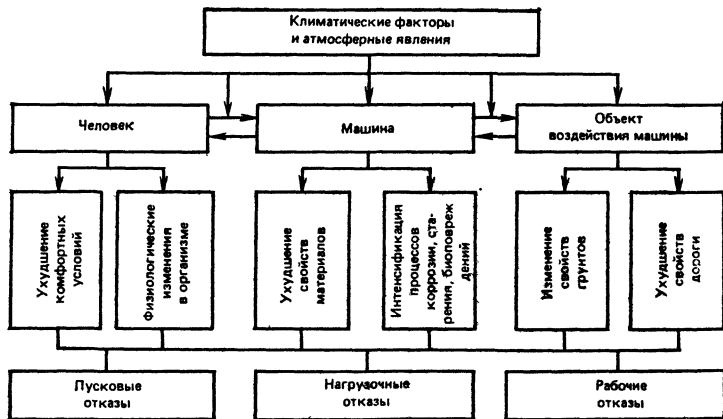 Климатические факторы
и атмосферные явления
Человек
Машина
Объект
воздействия машины
Ухудшение
комфортных
условий
Физиологические
изменения
в организме
Ухудшение
свойств
материалов
Интенсификация
процессов
коррозии, ста-
рения, биоповреж
дений
Изменение
свойств
грунтов
Ухудшение
свойств
дороги
Пусковые
отказы
Нагрузочные
отказы
Рабочие
отказы